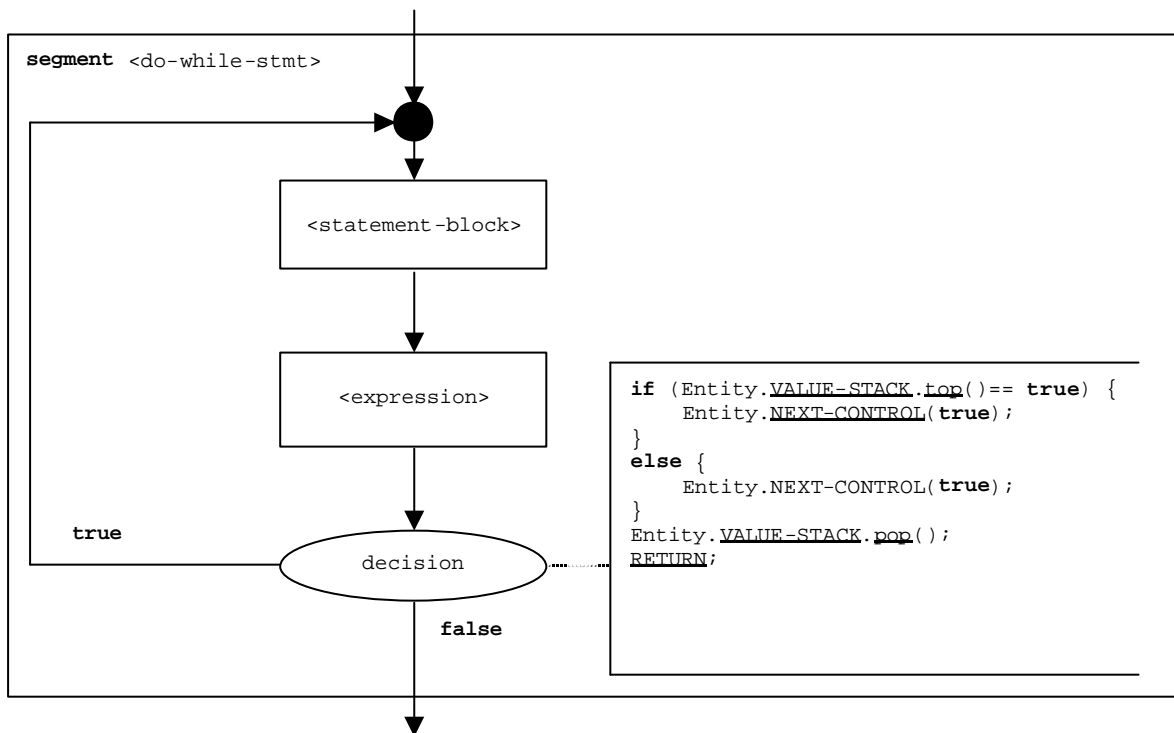 segment <do-while-stmt>
<statement-block>
<expression>
if (Entity.VALUE-STACK.top()== true) {
    Entity.NEXT-CONTROL(true);
}
else {
    Entity.NEXT-CONTROL(true);
}
Entity.VALUE-STACK.pop();
RETURN;
true
decision
false